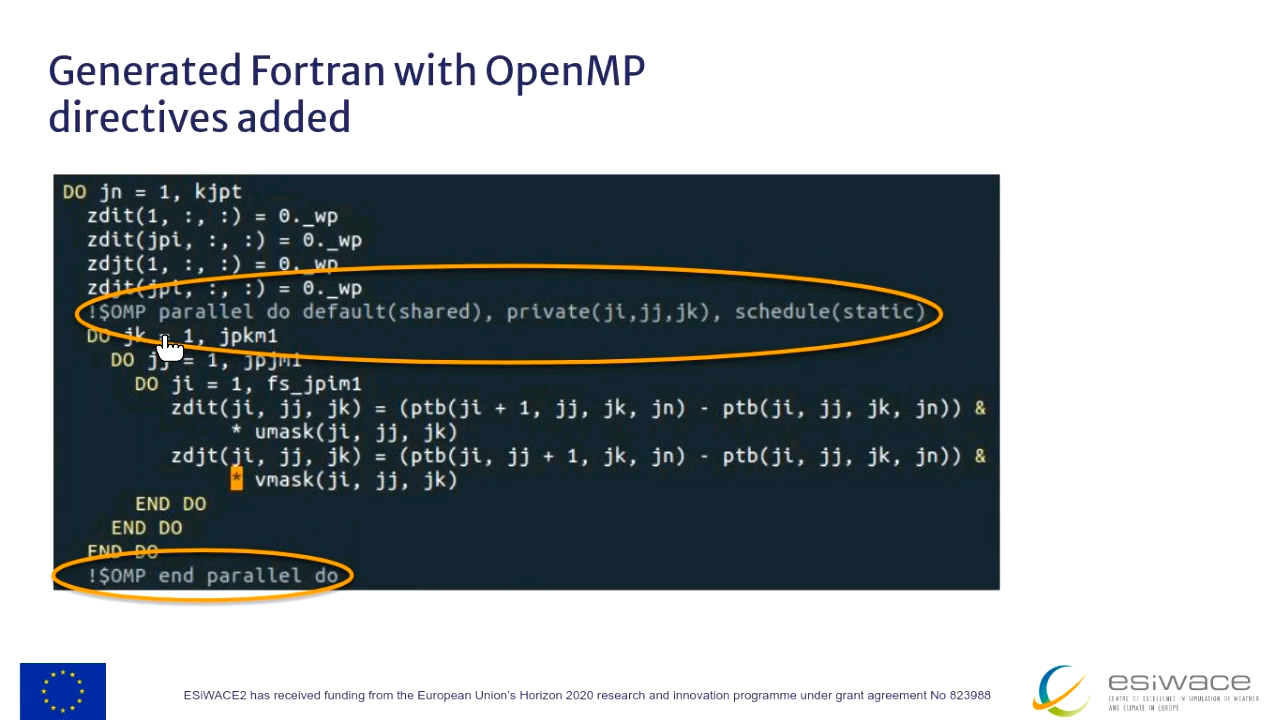 Generated Fortran with OpenMP
directives added
DO jn = 1, kjpt
zdit(1, :, :) = 0._wp
zdit(jpi, :, :) = 0._wp
zdjt(1, :, :) = 0._wp
zdjt(jpi, :, :) = 0._wp
!$OMP parallel do default(shared), private(ji,jj,jk), schedule(static)
DO jk = 1, jpkm1
DO jj = 1, jpjm1
DO ji = 1, fs_jpim1
zdit(ji, jj, jk) = (ptb(ji + 1, jj, jk, jn) - ptb(ji, jj, jk, jn)) &
* umask(ji, jj, jk)
zdjt(ji, jj, jk) = (ptb(ji, jj + 1, jk, jn) - ptb(ji, jj, jk, jn)) &
* vmask(ji, jj, jk)
END DO
END DO
END DO
!$OMP end parallel do
ESiWACE2 has received funding from the European Union's Horizon 2020 research and innovation programme under grant agreement No 823988
esiwace
CENTRE OF EXCELLENCE IN SIMULATION OF WEATHER
AND CLIMATE IN EUROPE